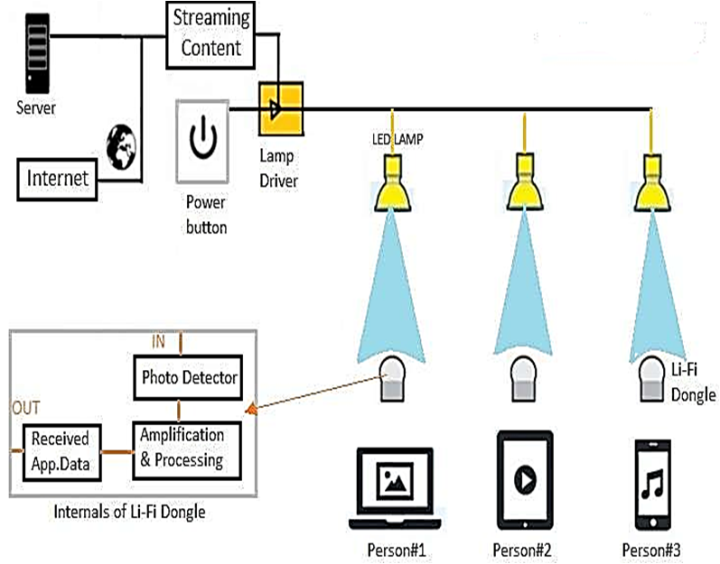 Streaming
Content
Server
Internet
Power
button
Lamp
Driver
LED LAMP
Li-Fi
Dongle
IN
Photo Detector
OUT
Received
App.Data
Amplification
& Processing
Internals of Li-Fi Dongle
Person#1
Person#2
Person#3